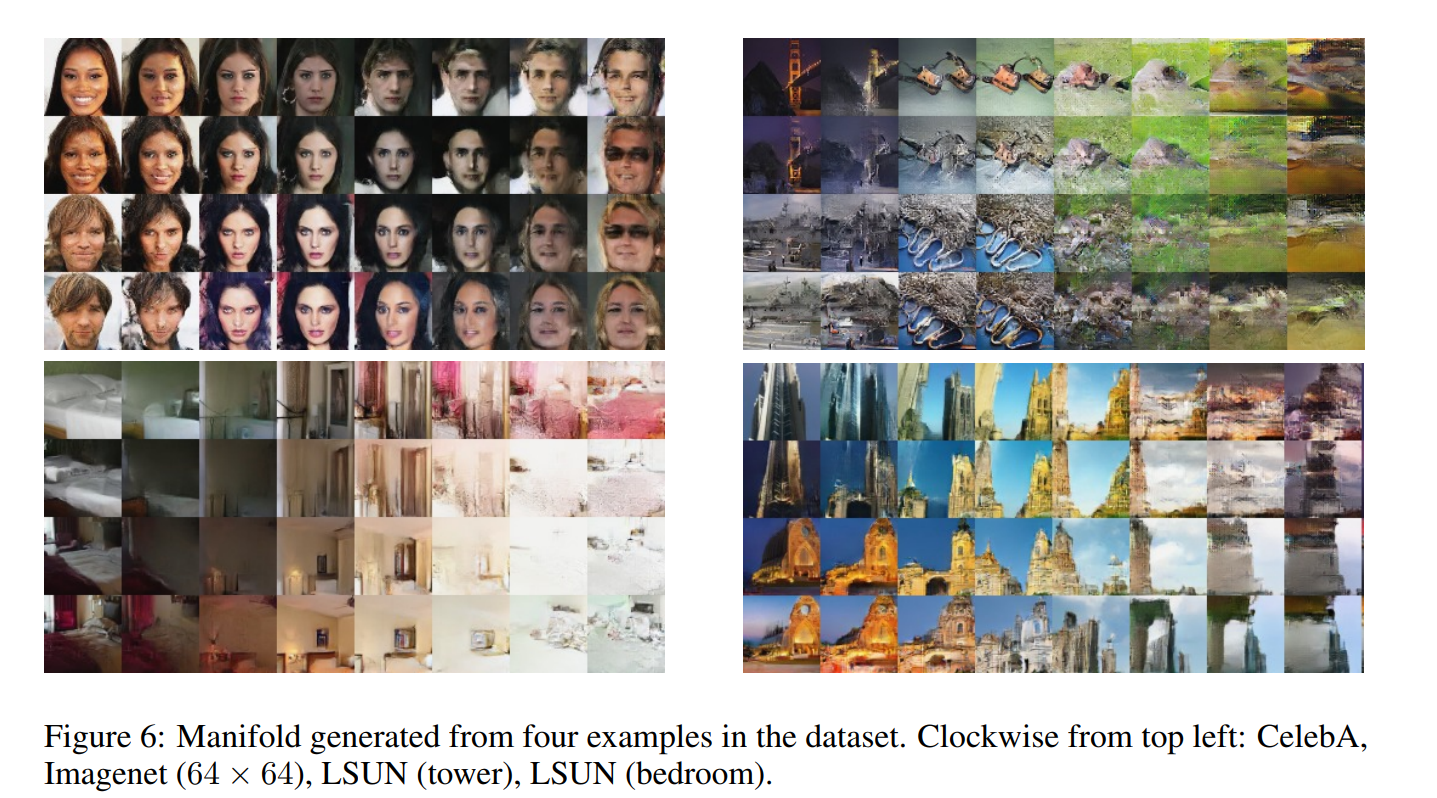 Figure 6: Manifold generated from four examples in the dataset. Clockwise from top left: CelebA,
Imagenet (64 × 64), LSUN (tower), LSUN (bedroom).